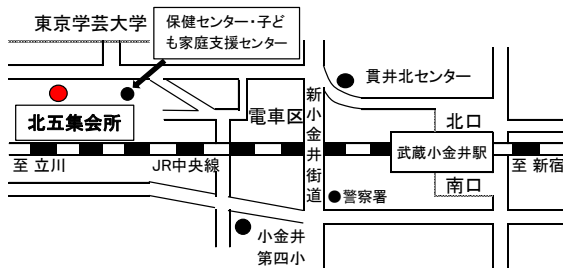 東京学芸大学
保健センター・子ど
も家庭支援センター
貫井北センター
北五集会所
電車区
新小金井街道
北口
武蔵小金井駅
至 立川
JR中央線
至 新宿
南口
警察署
小金井
第四小